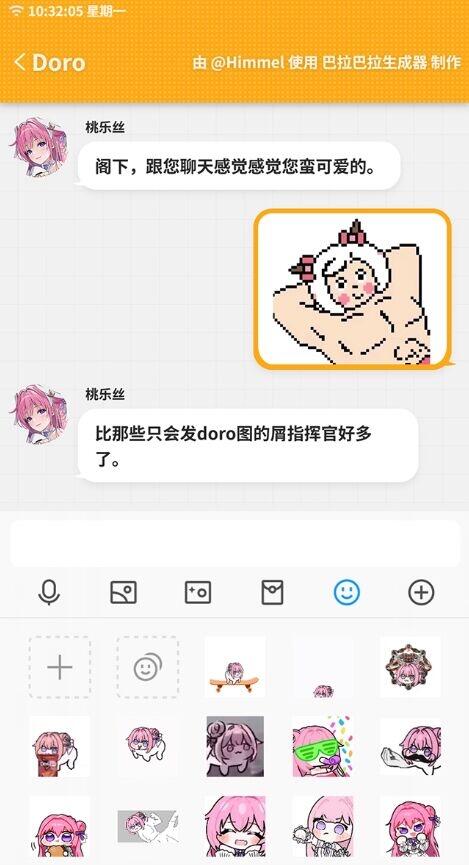 10:32:05 星期一
Doro
由 @Himmel 使用 巴拉巴拉生成器 制作
桃乐丝
阁下，跟您聊天感觉感觉您蛮可爱的。
桃乐丝
比那些只会发doro图的屑指挥官好多
了。